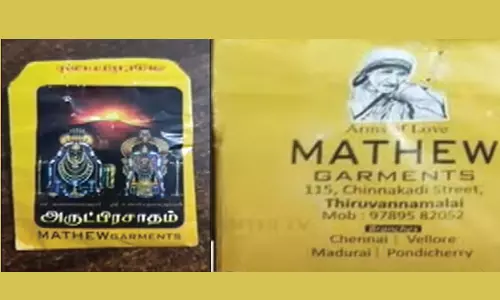 அருட்பிரசாதம்
MATHEW GARMENTS
Arms of Love
MATHEW
GARMENTS
115, Chinnakadi Street,
Thiruvannamalai
Mob : 97895 82052
Branches
Chennai | Vellore
Madurai | Pondicherry